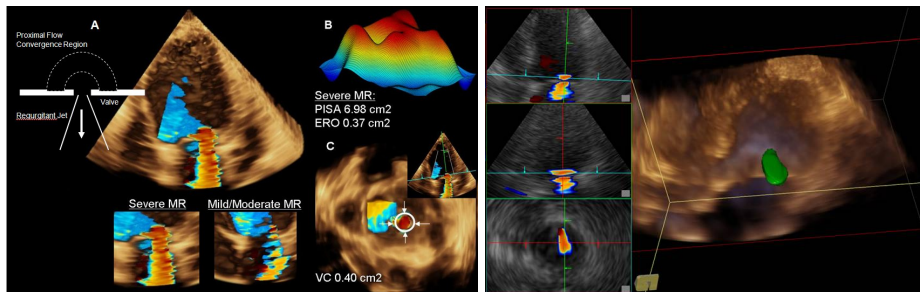 A
Proximal Flow
Convergence Region
Valve
Regurgitant Jet
Severe MR
Mild/Moderate MR
B
Severe MR:
PISA 6.98 cm2
ERO 0.37 cm2
C
VC 0.40 cm2